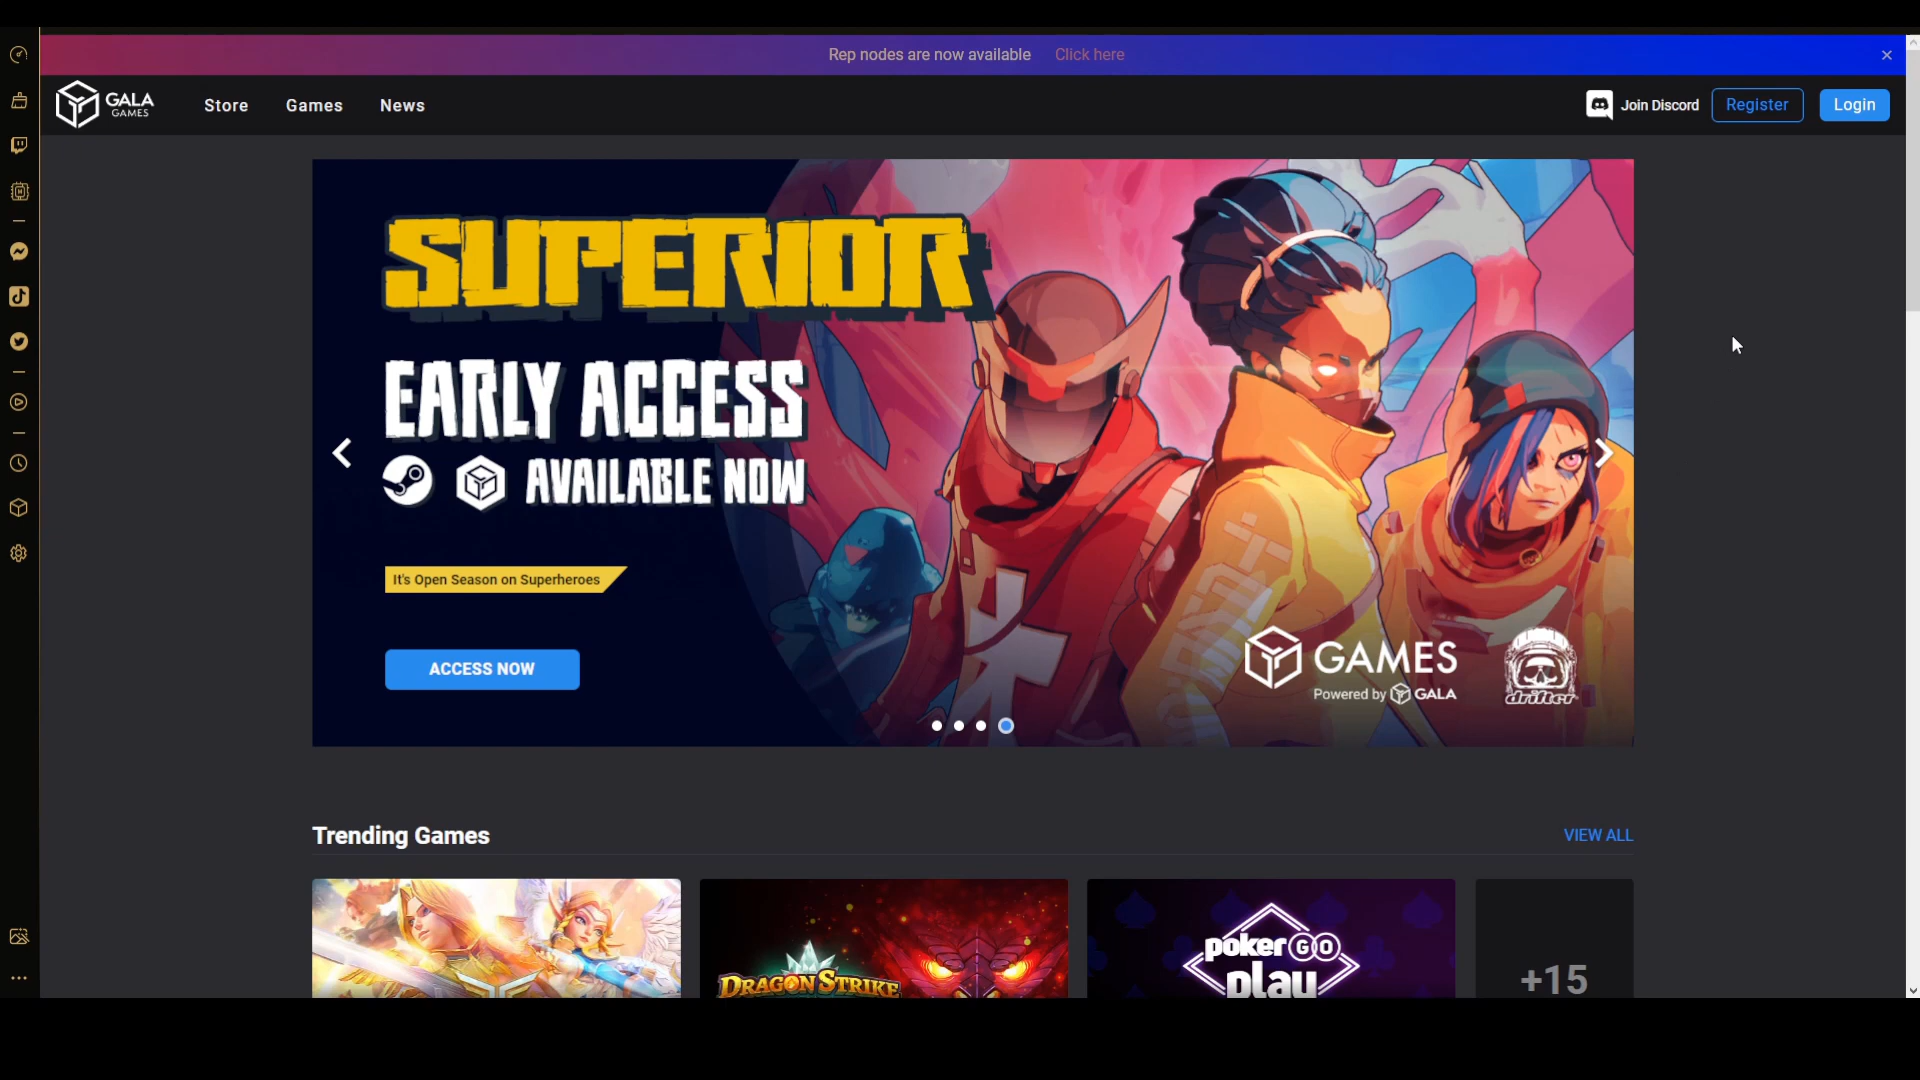 Rep nodes are now available Click here
GALA
GAMES
Store Games News
Join Discord Register Login
SUPERIOR
EARLY ACCESS
AVAILABLE NOW
It's Open Season on Superheroes
ACCESS NOW
GAMES
Powered by GALA
drifter
Trending Games VIEW ALL
DRAGON STRIKE
poker GO
play
+15